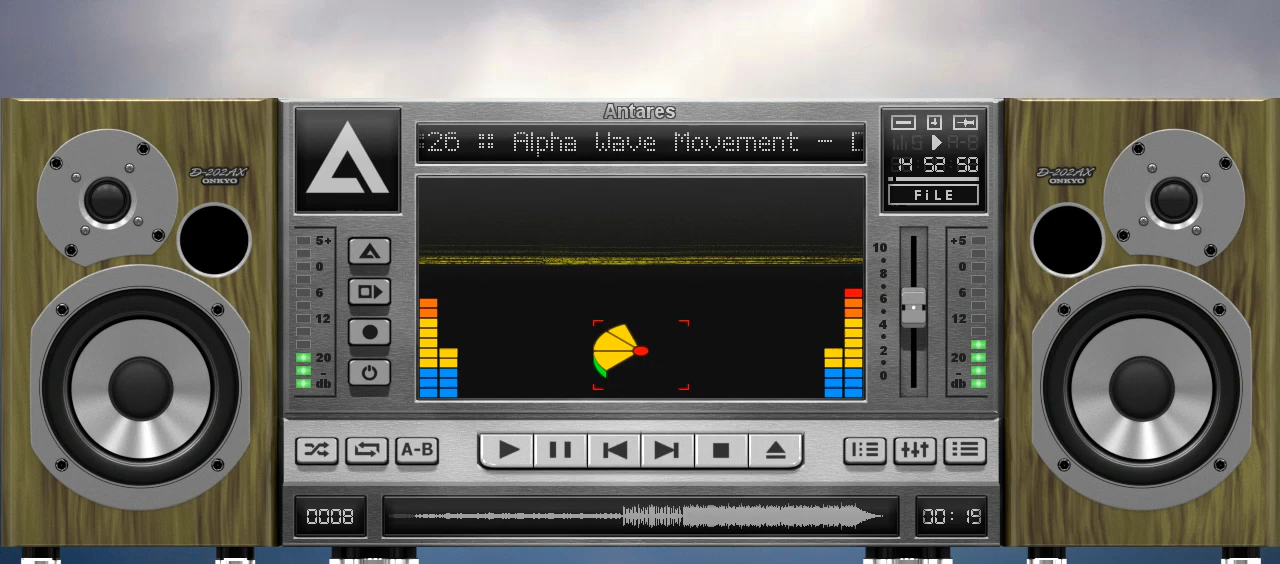 Antares
:26 :: Alpha Wave Movement - D
A-B
14 52 50
FiLE
D-202AX
ONKYO
D-202AX
ONKYO
5+
0
6
12
20
db
10
8
6
4
2
0
+5
0
6
12
20
db
A-B
0008
00:19